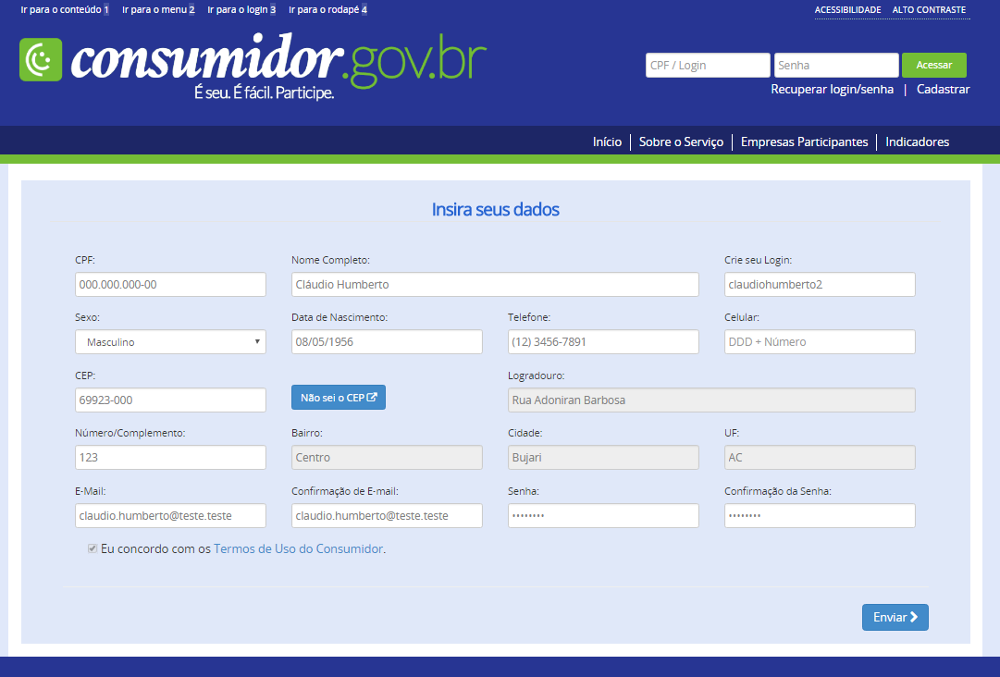 Ir para o conteúdo 1 Ir para o menu 2 Ir para o login 3 Ir para o rodapé 4 ACESSIBILIDADE ALTO CONTRASTE
consumidor.gov.br
É seu. É fácil. Participe.
CPF / Login Senha Acessar
Recuperar login/senha | Cadastrar
Início Sobre o Serviço Empresas Participantes Indicadores
Insira seus dados
CPF: Nome Completo: Crie seu Login:
000.000.000-00 Cláudio Humberto claudiohumberto2
Sexo: Data de Nascimento: Telefone: Celular:
Masculino 08/05/1956 (12) 3456-7891 DDD + Número
CEP: Logradouro:
69923-000 Não sei o CEP Rua Adoniran Barbosa
Número/Complemento: Bairro: Cidade: UF:
123 Centro Bujari AC
E-Mail: Confirmação de E-mail: Senha: Confirmação da Senha:
claudio.humberto@teste.teste claudio.humberto@teste.teste •••••••• ••••••••
Eu concordo com os Termos de Uso do Consumidor.
Enviar